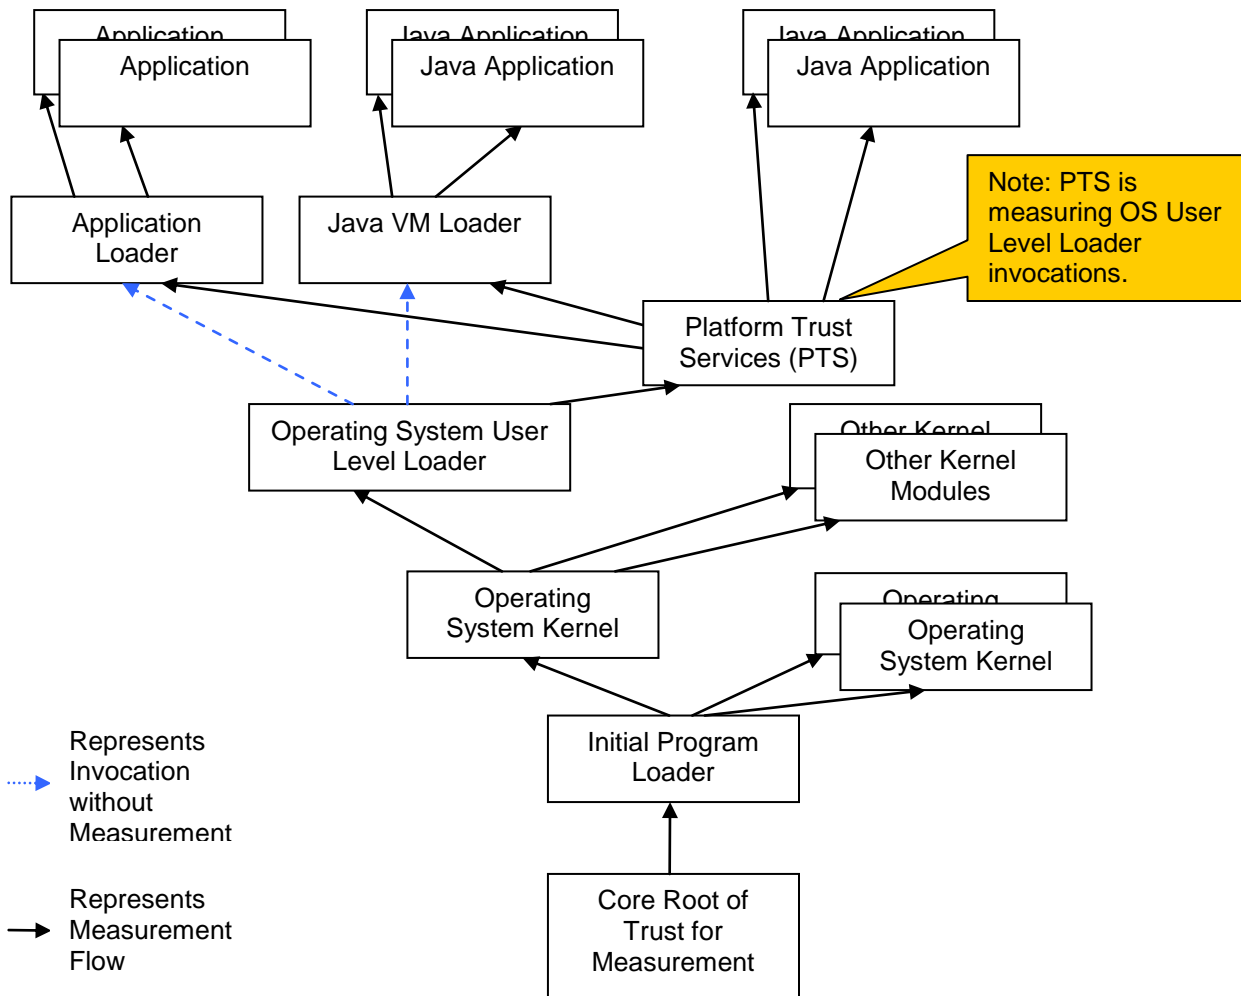 Application
Application
Java Application
Java Application
Java Application
Java Application
Application
Loader
Java VM Loader
Note: PTS is
measuring OS User
Level Loader
invocations.
Platform Trust
Services (PTS)
Operating System User
Level Loader
Other Kernel
Other Kernel
Modules
Operating
System Kernel
Operating
Operating
System Kernel
Initial Program
Loader
Represents
Invocation
without
Measurement
Core Root of
Trust for
Measurement
Represents
Measurement
Flow